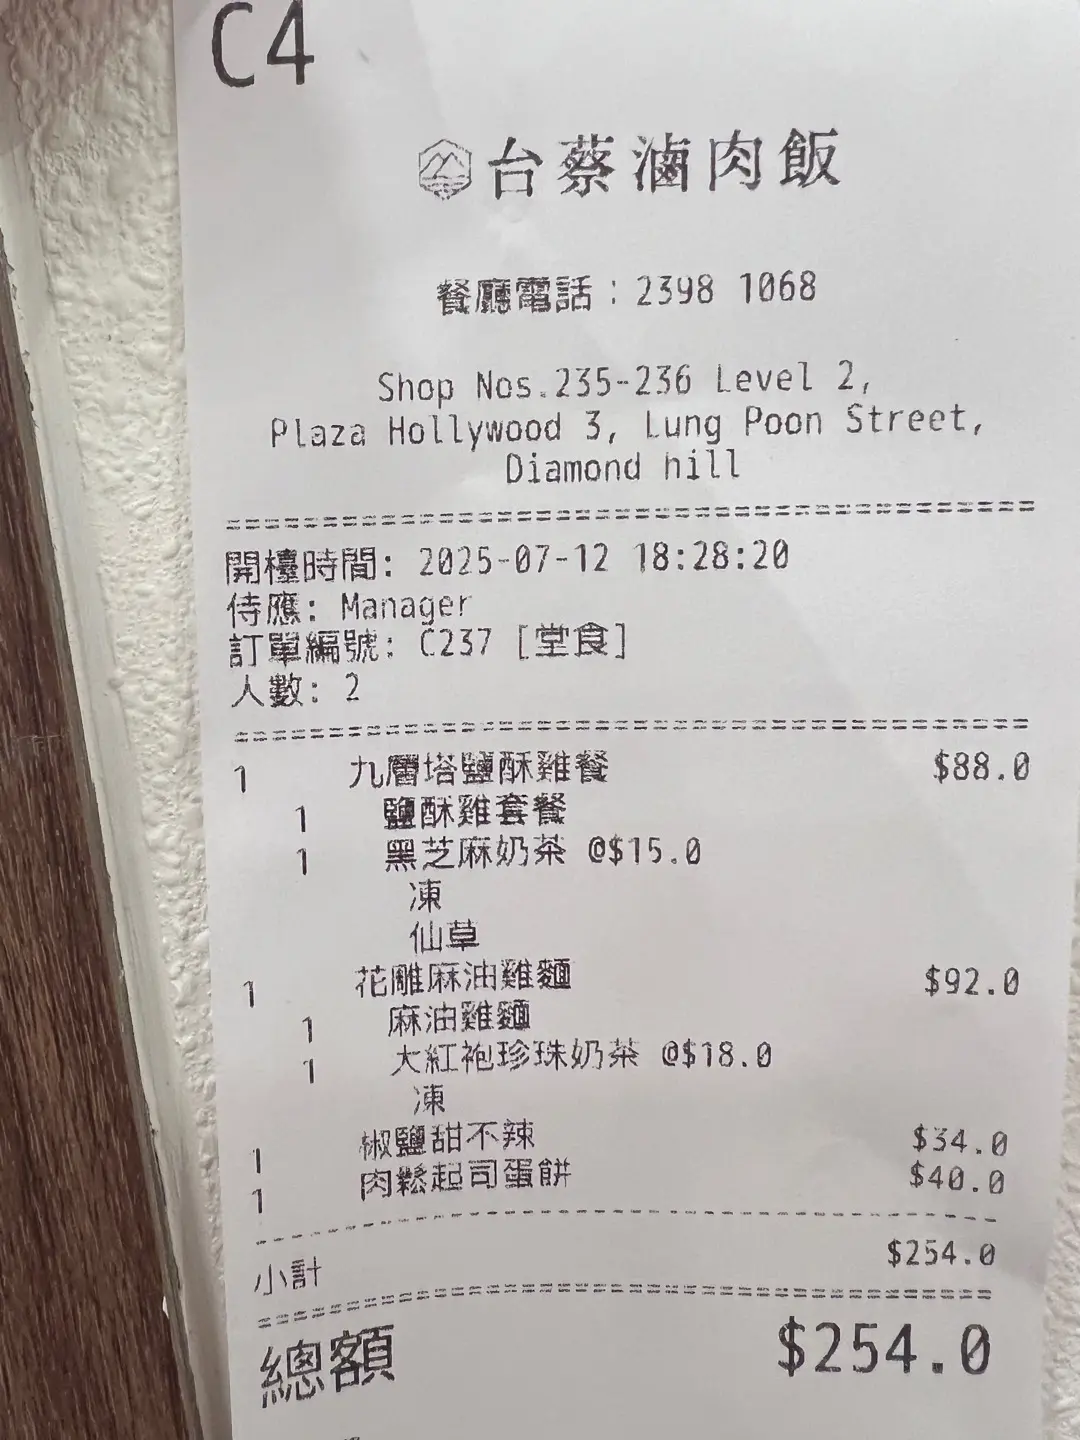 C4
台蔡滷肉飯
餐廳電話：2398 1068
Shop Nos.235-236 Level 2,
Plaza Hollywood 3, Lung Poon Street,
Diamond hill
開檯時間: 2025-07-12 18:28:20
侍應: Manager
訂單編號: C237 [堂食]
人數: 2
1 九層塔鹽酥雞餐 $88.0
1 鹽酥雞套餐
1 黑芝麻奶茶 @$15.0
凍
仙草
1 花雕麻油雞麵 $92.0
1 麻油雞麵
1 大紅袍珍珠奶茶 @$18.0
凍
1 椒鹽甜不辣 $34.0
1 肉鬆起司蛋餅 $40.0
小計 $254.0
總額 $254.0